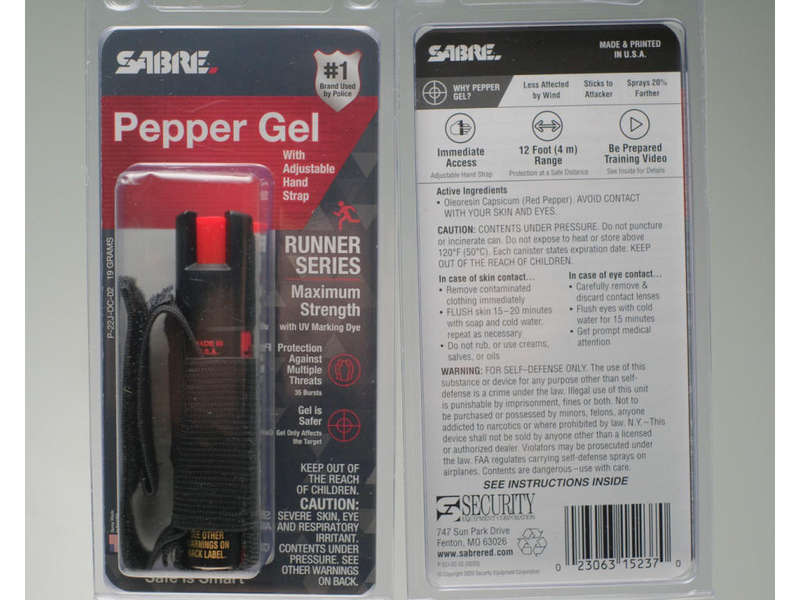 SABRE.
#1
Brand Used
by Police
Pepper Gel
With
Adjustable
Hand
Strap
RUNNER
SERIES
Maximum
Strength
with UV Marking Dye
Protection
Against
Multiple
Threats
35 Bursts
Gel is
Safer
Gel Only Affects
the Target
P-22J-OC-02 19 GRAMS
MADE IN
U.S.A.
SEE OTHER
WARNINGS ON
BACK LABEL.
KEEP OUT OF
THE REACH
OF CHILDREN.
CAUTION:
SEVERE SKIN, EYE
AND RESPIRATORY
IRRITANT.
CONTENTS UNDER
PRESSURE. SEE
OTHER WARNINGS
ON BACK.
Safe is Smart
SABRE.
MADE & PRINTED
IN U.S.A.
WHY PEPPER
GEL?
Less Affected
by Wind
Sticks to
Attacker
Sprays 20%
Farther
Immediate
Access
Adjustable Hand Strap
12 Foot (4 m)
Range
Protection at a Safe Distance
Be Prepared
Training Video
See Inside for Details
Active Ingredients
• Oleoresin Capsicum (Red Pepper). AVOID CONTACT
WITH YOUR SKIN AND EYES.
CAUTION: CONTENTS UNDER PRESSURE. Do not puncture
or incinerate can. Do not expose to heat or store above
120°F (50°C). Each canister states expiration date. KEEP
OUT OF THE REACH OF CHILDREN.
In case of skin contact...
• Remove contaminated
clothing immediately
• FLUSH skin 15–20 minutes
with soap and cold water,
repeat as necessary
• Do not rub, or use creams,
salves, or oils
In case of eye contact...
• Carefully remove &
discard contact lenses
• Flush eyes with cold
water for 15 minutes
• Get prompt medical
attention
WARNING: FOR SELF-DEFENSE ONLY. The use of this
substance or device for any purpose other than self-
defense is a crime under the law. Illegal use of this unit
is punishable by imprisonment, fines or both. Not to
be purchased or possessed by minors, felons, anyone
addicted to narcotics or where prohibited by law. N.Y.–This
device shall not be sold by anyone other than a licensed
or authorized dealer. Violators may be prosecuted under
the law. FAA regulates carrying self-defense sprays on
airplanes. Contents are dangerous–use with care.
SEE INSTRUCTIONS INSIDE
SECURITY
EQUIPMENT CORPORATION
747 Sun Park Drive
Fenton, MO 63026
www.sabrered.com
0 23063 15237 0